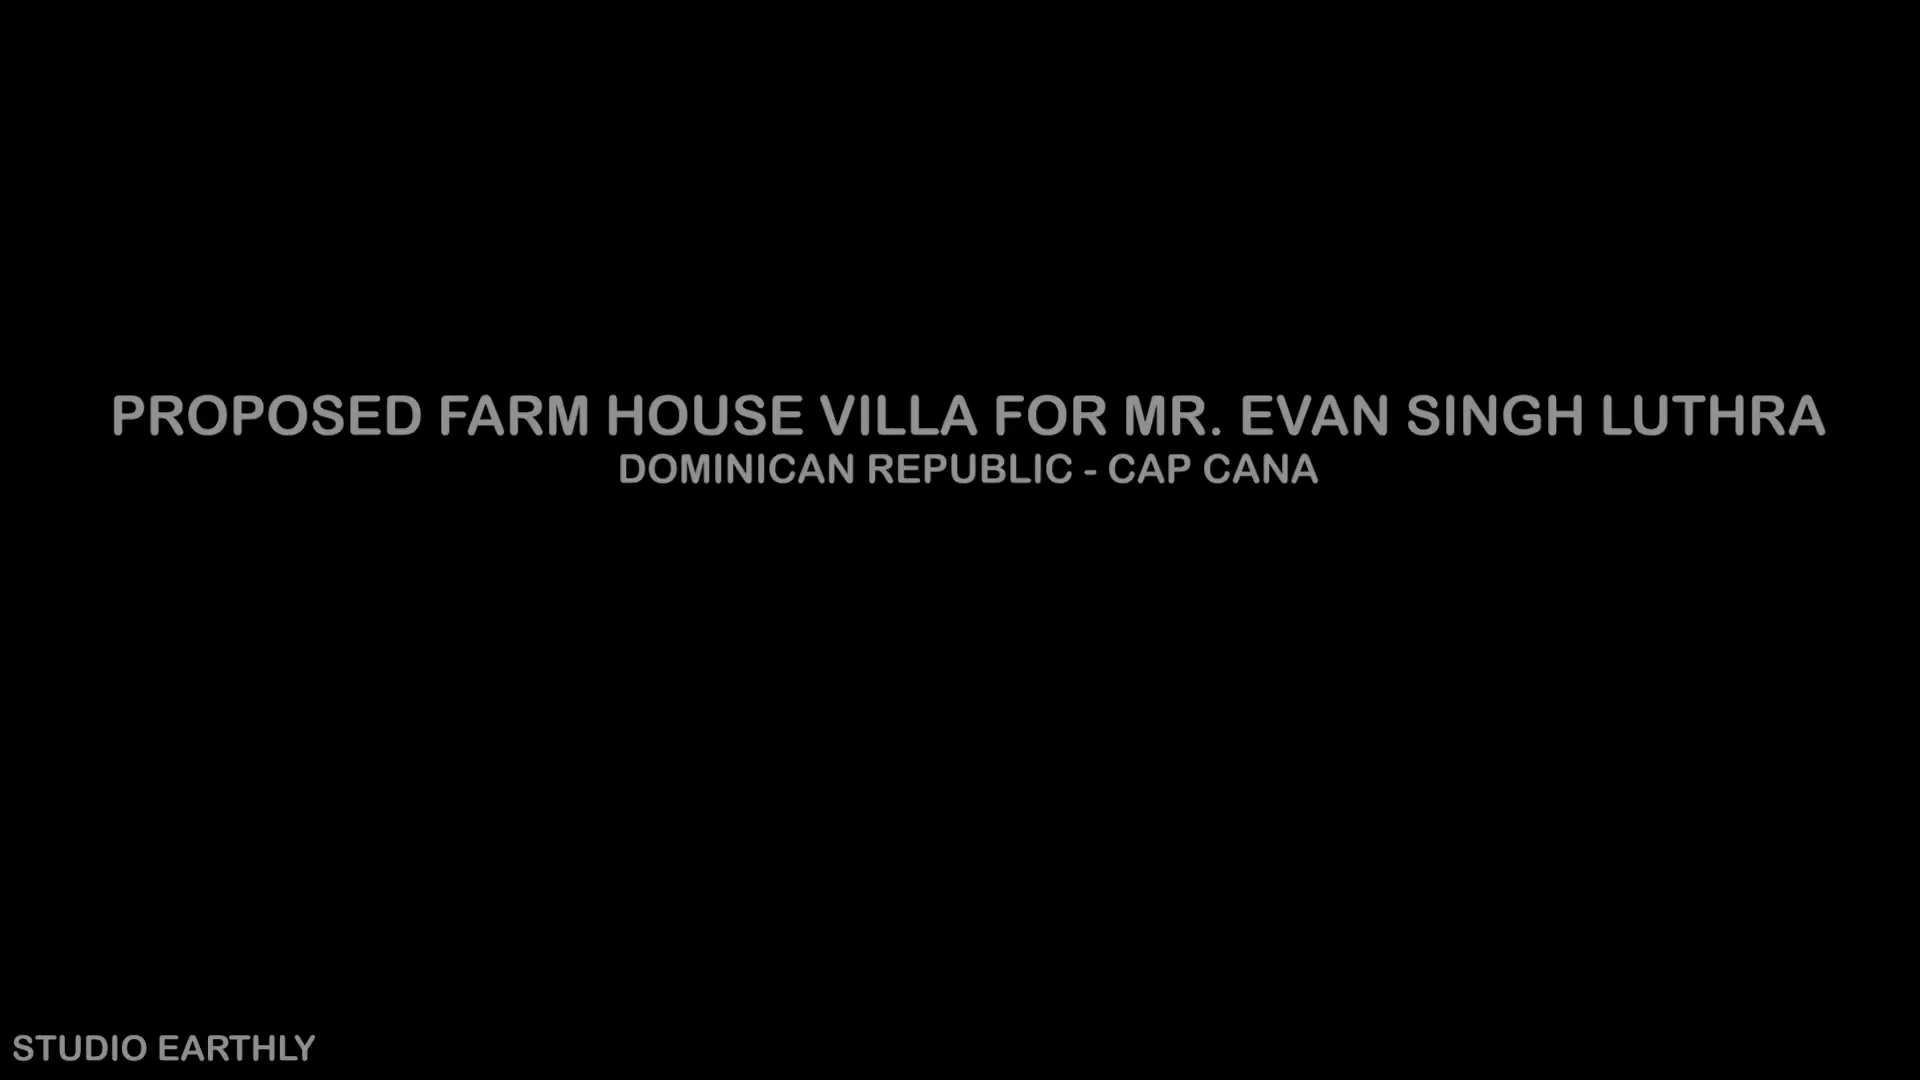 PROPOSED FARM HOUSE VILLA FOR MR. EVAN SINGH LUTHRA
DOMINICAN REPUBLIC - CAP CANA
STUDIO EARTHLY